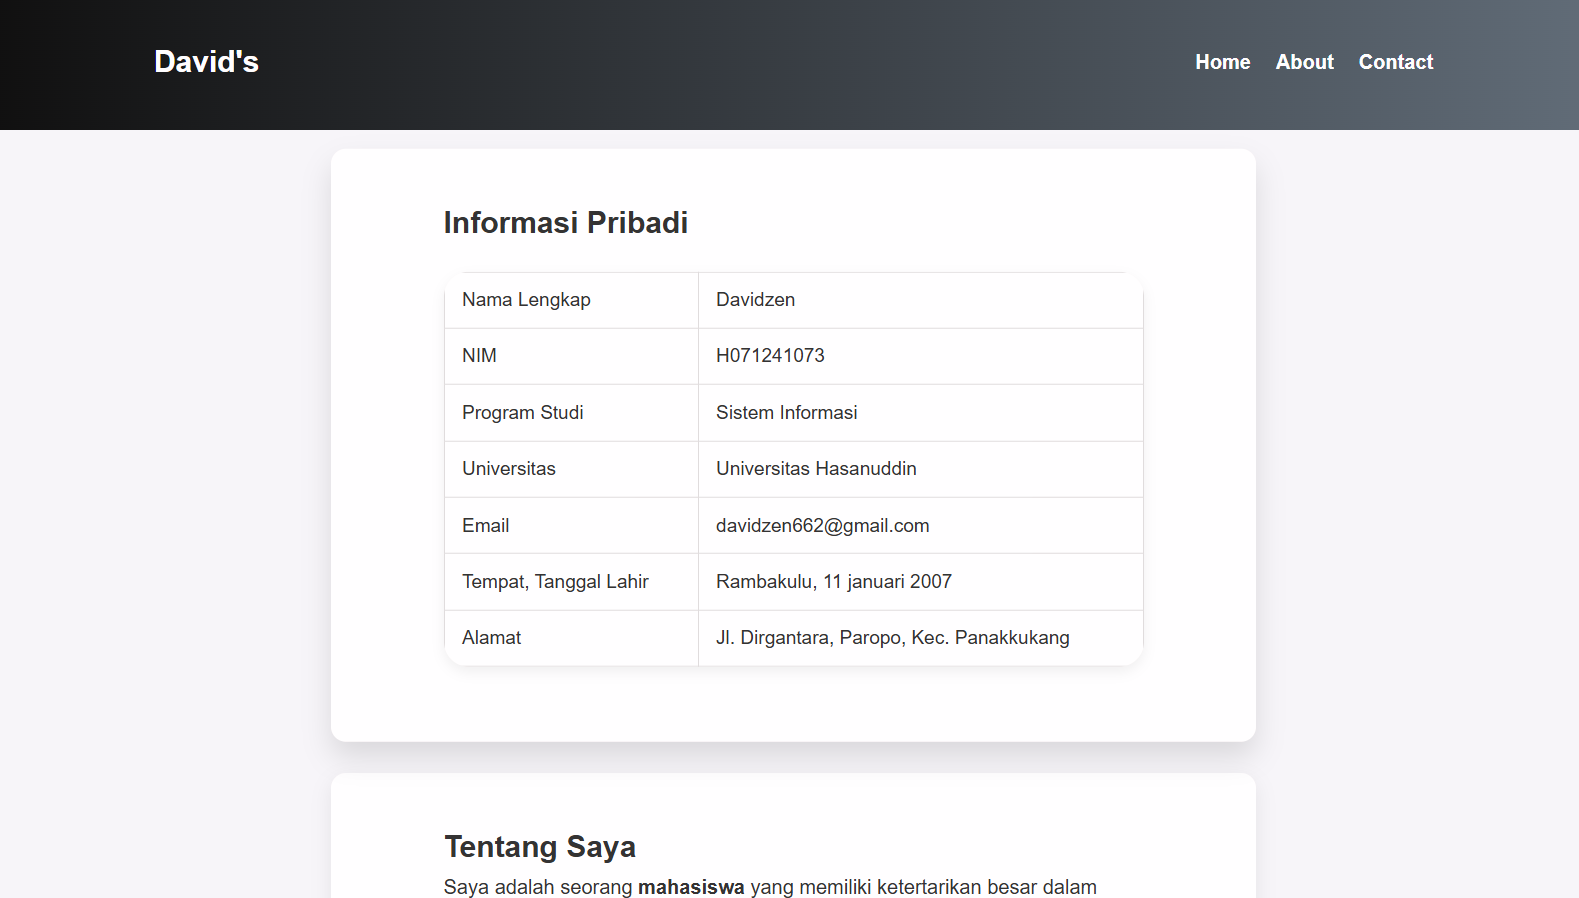 David's
Home About Contact
Informasi Pribadi
Nama Lengkap Davidzen
NIM H071241073
Program Studi Sistem Informasi
Universitas Universitas Hasanuddin
Email davidzen662@gmail.com
Tempat, Tanggal Lahir Rambakulu, 11 januari 2007
Alamat Jl. Dirgantara, Paropo, Kec. Panakkukang
Tentang Saya
Saya adalah seorang mahasiswa yang memiliki ketertarikan besar dalam